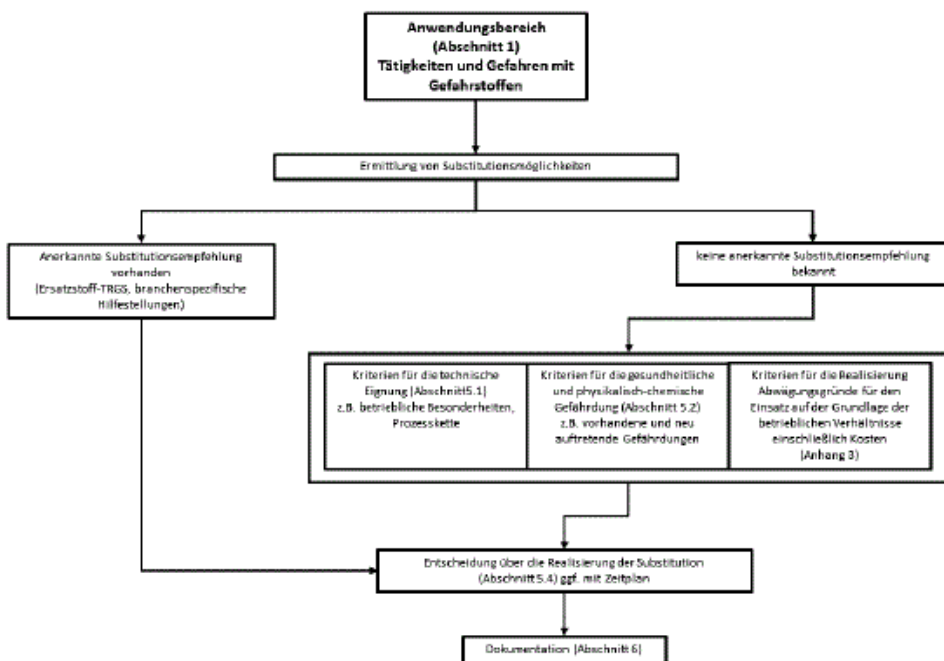 Anwendungsbereich
(Abschnitt 1)
Tätigkeiten und Gefahren mit
Gefahrstoffen
Ermittlung von Substitutionsmöglichkeiten
Anerkannte Substitutionsempfehlung
vorhanden
(Ersatzstoff-TRGS, branchenspezifische
Hilfestellungen)
keine anerkannte Substitutionsempfehlung
bekannt
Kriterien für die technische
Eignung (Abschnitt5.1)
z.B. betriebliche Besonderheiten,
Prozesskette
Kriterien für die gesundheitliche
und physikalisch-chemische
Gefährdung (Abschnitt 5.2)
z.B. vorhandene und neu
auftretende Gefährdungen
Kriterien für die Realisierung
Abwägungsgründe für den
Einsatz auf der Grundlage der
betrieblichen Verhältnisse
einschließlich Kosten
(Anhang 3)
Entscheidung über die Realisierung der Substitution
(Abschnitt 5.4) ggf. mit Zeitplan
Dokumentation (Abschnitt 6)